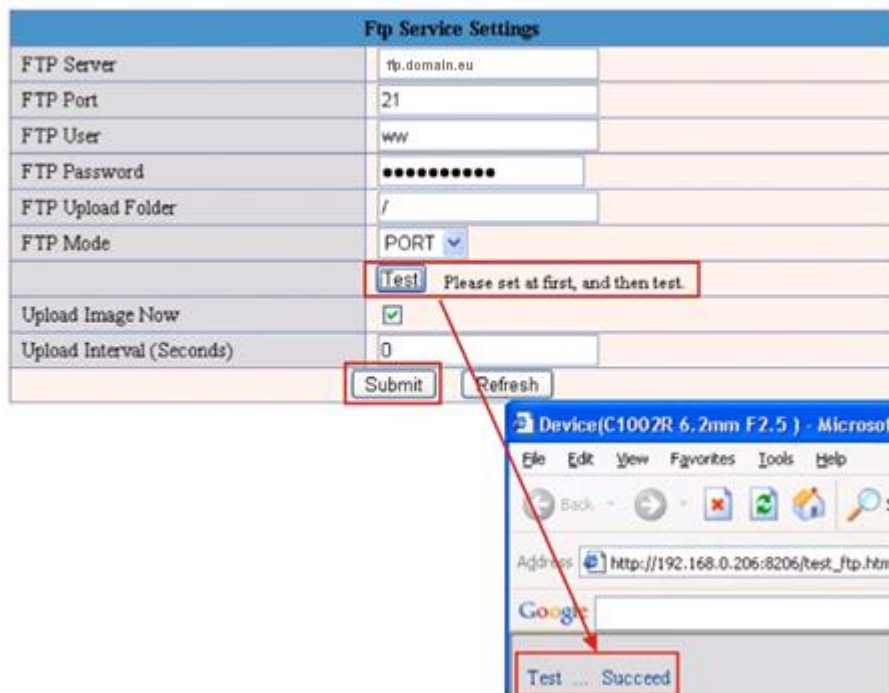 Ftp Service Settings
FTP Server ftp.domain.eu
FTP Port 21
FTP User ww
FTP Password ●●●●●●●●●●
FTP Upload Folder /
FTP Mode PORT
Test Please set at first, and then test.
Upload Image Now
Upload Interval (Seconds) 0
Submit Refresh
Device(C1002R 6.2mm F2.5 ) - Microsof
File Edit View Favorites Tools Help
Back
Address http://192.168.0.206:8206/test_ftp.htm
Google
Test ... Succeed